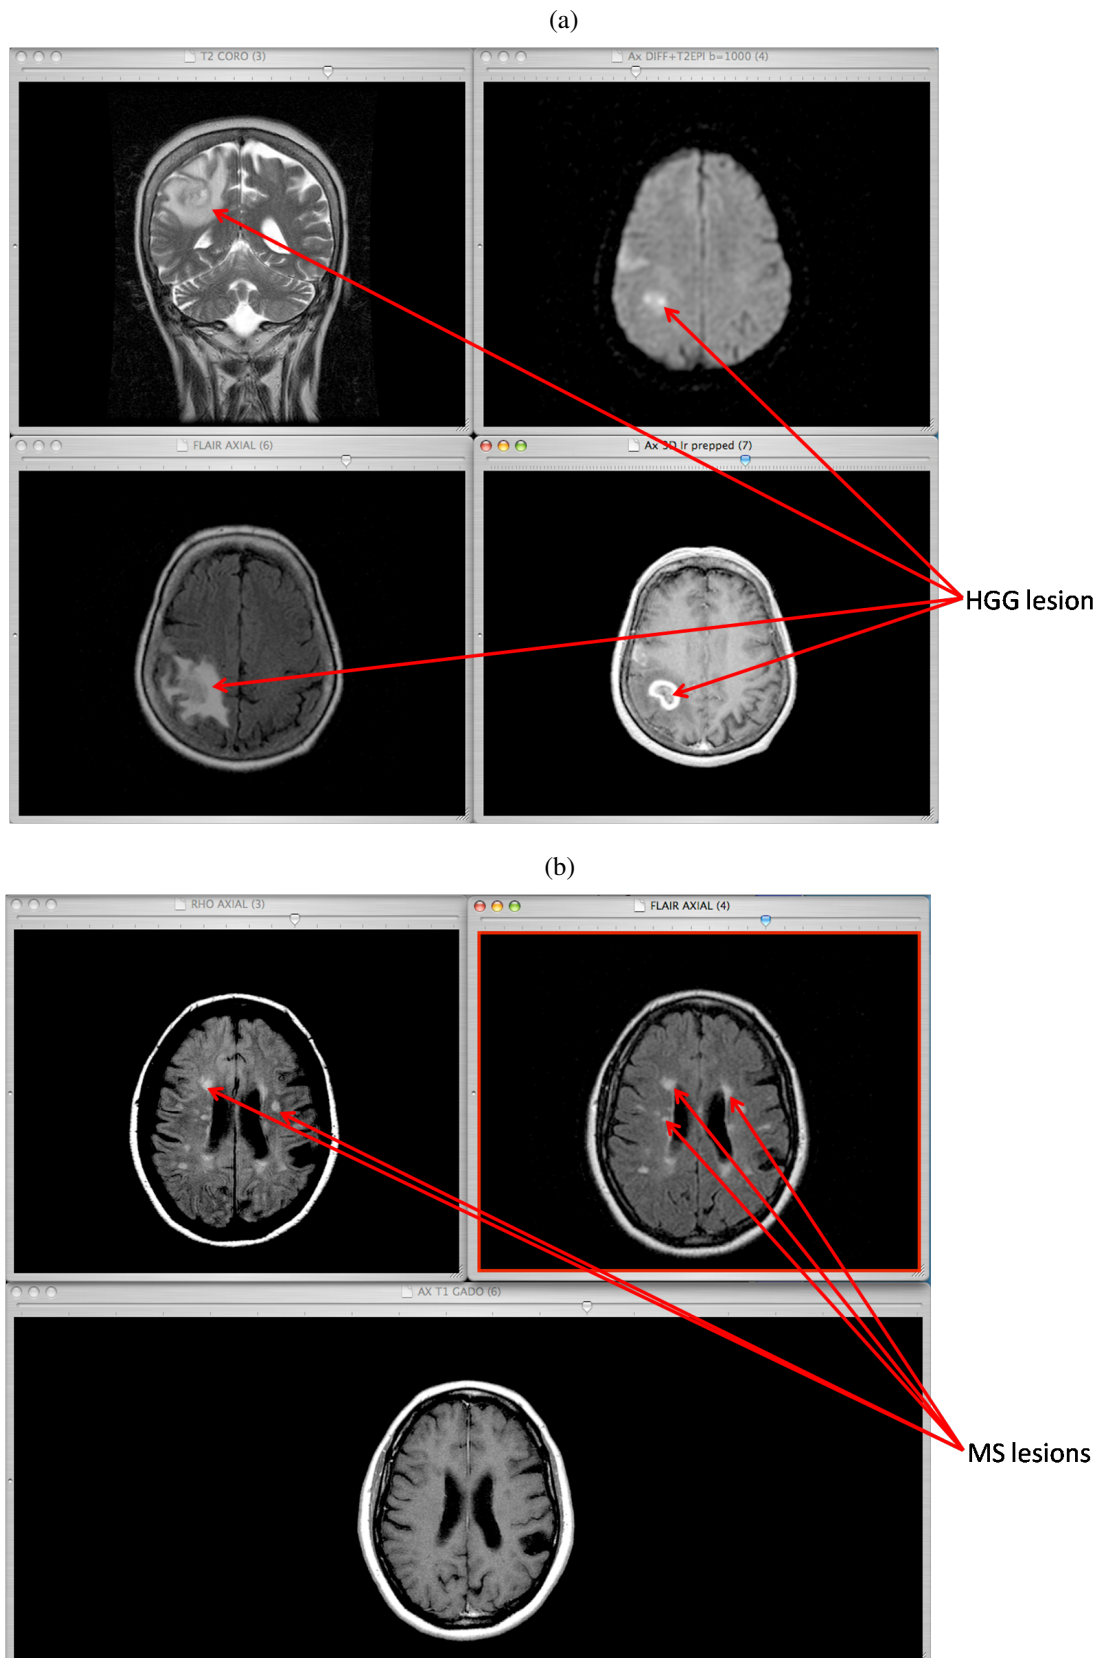 (a)
T2 CORO (3)
Ax DIFF+T2EPI b=1000 (4)
FLAIR AXIAL (6)
Ax 3D Ir prepped (7)
HGG lesion
(b)
RHO AXIAL (3)
FLAIR AXIAL (4)
AX T1 GADO (6)
MS lesions